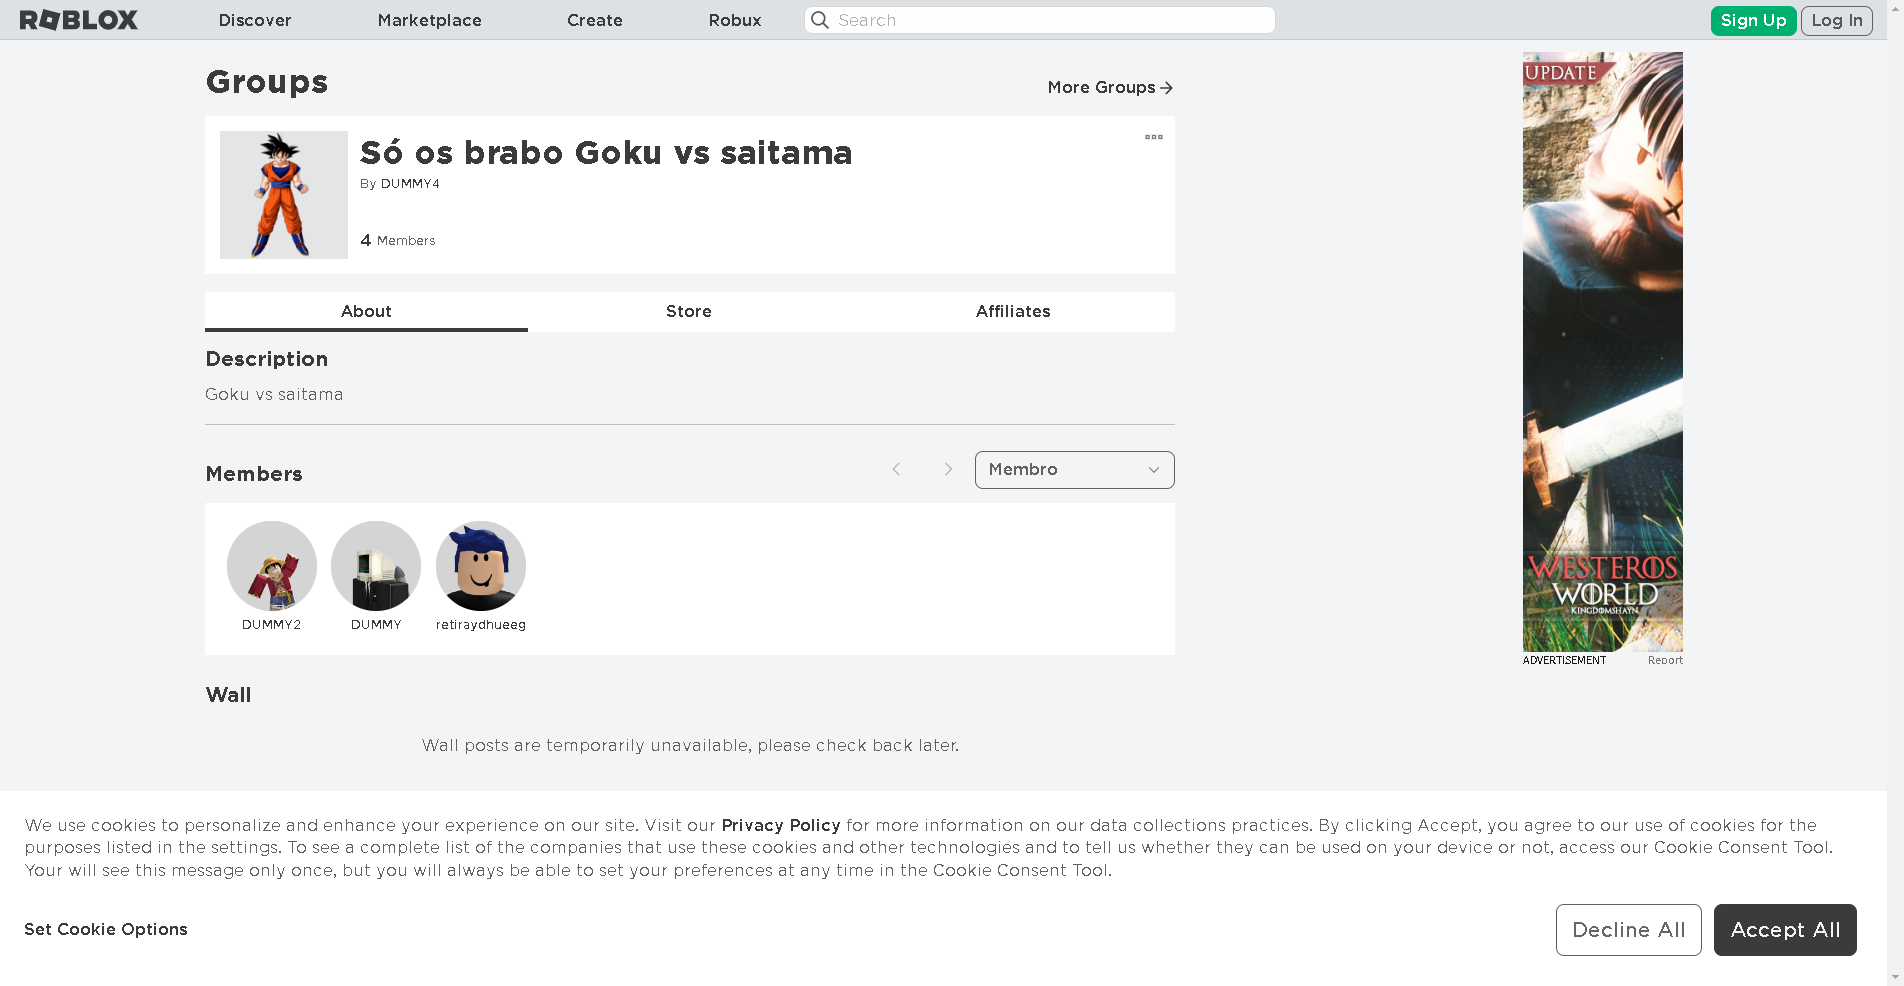 ROBLOX
Discover
Marketplace
Create
Robux
Search
Sign Up
Log In
Groups
More Groups
Só os brabo Goku vs saitama
By DUMMY4
4 Members
About
Store
Affiliates
Description
Goku vs saitama
Members
Membro
DUMMY2
DUMMY
retiraydhueeg
Wall
Wall posts are temporarily unavailable, please check back later.
UPDATE
WESTEROS
WORLD
KINGDOMSHAYN
ADVERTISEMENT
Report
We use cookies to personalize and enhance your experience on our site. Visit our Privacy Policy for more information on our data collections practices. By clicking Accept, you agree to our use of cookies for the
purposes listed in the settings. To see a complete list of the companies that use these cookies and other technologies and to tell us whether they can be used on your device or not, access our Cookie Consent Tool.
Your will see this message only once, but you will always be able to set your preferences at any time in the Cookie Consent Tool.
Set Cookie Options
Decline All
Accept All